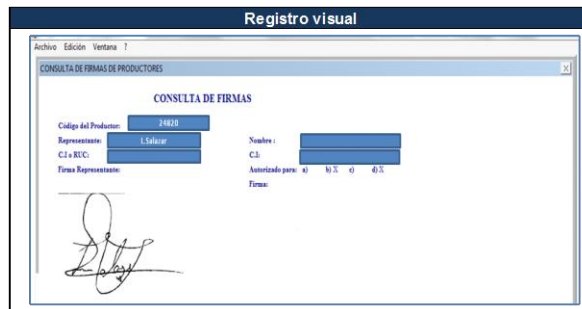 Registro visual
Archivo Edición Ventana ?
CONSULTA DE FIRMAS DE PRODUCTORES
CONSULTA DE FIRMAS
Código del Productor: 24820
Representante: L.Salazar Nombre :
C.I o RUC: C.I:
Firma Representante: Autorizado para: a) b) X c) d) X
Firma: